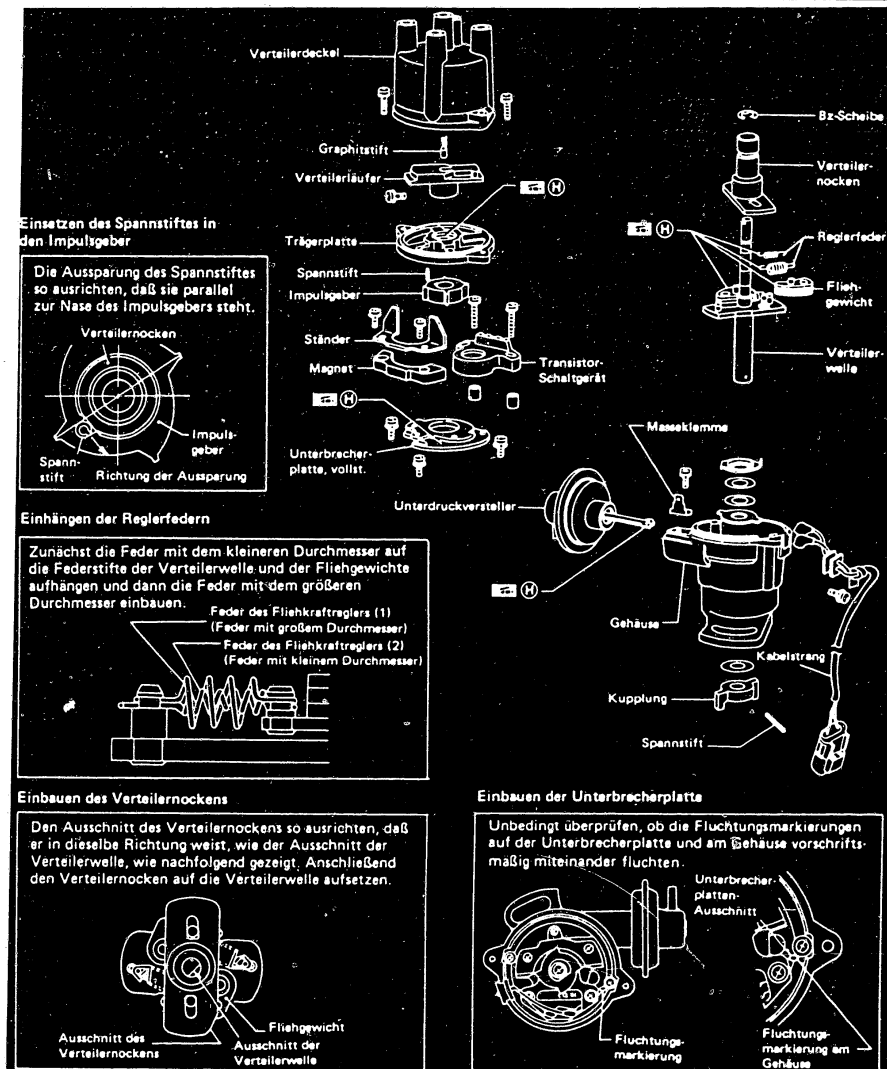 Verteilerdeckel
Graphitstift
Verteilerläufer
H
Trägerplatte
Spannstift
Impulsgeber
Ständer
Magnet
Transistor-
Schaltgerät
H
Unterbrecher-
platte, vollst.
Bz-Scheibe
Verteiler-
nocken
H
Reglerfeder
Flieh-
gewicht
Verteiler-
welle
Einsetzen des Spannstiftes in
den Impulsgeber
Die Aussparung des Spannstiftes
so ausrichten, daß sie parallel
zur Nase des Impulsgebers steht.
Verteilernocken
Impuls-
geber
Spann-
stift
Richtung der Aussparung
Masseklemme
Unterdruckversteller
H
Gehäuse
Kabelstrang
Kupplung
Spannstift
Einhängen der Reglerfedern
Zunächst die Feder mit dem kleineren Durchmesser auf
die Federstifte der Verteilerwelle und der Fliehgewichte
aufhängen und dann die Feder mit dem größeren
Durchmesser einbauen.
Feder des Fliehkraftreglers (1)
(Feder mit großem Durchmesser)
Feder des Fliehkraftreglers (2)
(Feder mit kleinem Durchmesser)
Einbauen des Verteilernockens
Den Ausschnitt des Verteilernockens so ausrichten, daß
er in dieselbe Richtung weist, wie der Ausschnitt der
Verteilerwelle, wie nachfolgend gezeigt. Anschließend
den Verteilernocken auf die Verteilerwelle aufsetzen.
Fliehgewicht
Ausschnitt des
Verteilernockens
Ausschnitt der
Verteilerwelle
Einbauen der Unterbrecherplatte
Unbedingt überprüfen, ob die Fluchtungsmarkierungen
auf der Unterbrecherplatte und am Gehäuse vorschrifts-
mäßig miteinander fluchten.
Unterbrecher-
platten-
Ausschnitt
Fluchtungs-
markierung
Fluchtungs-
markierung am
Gehäuse